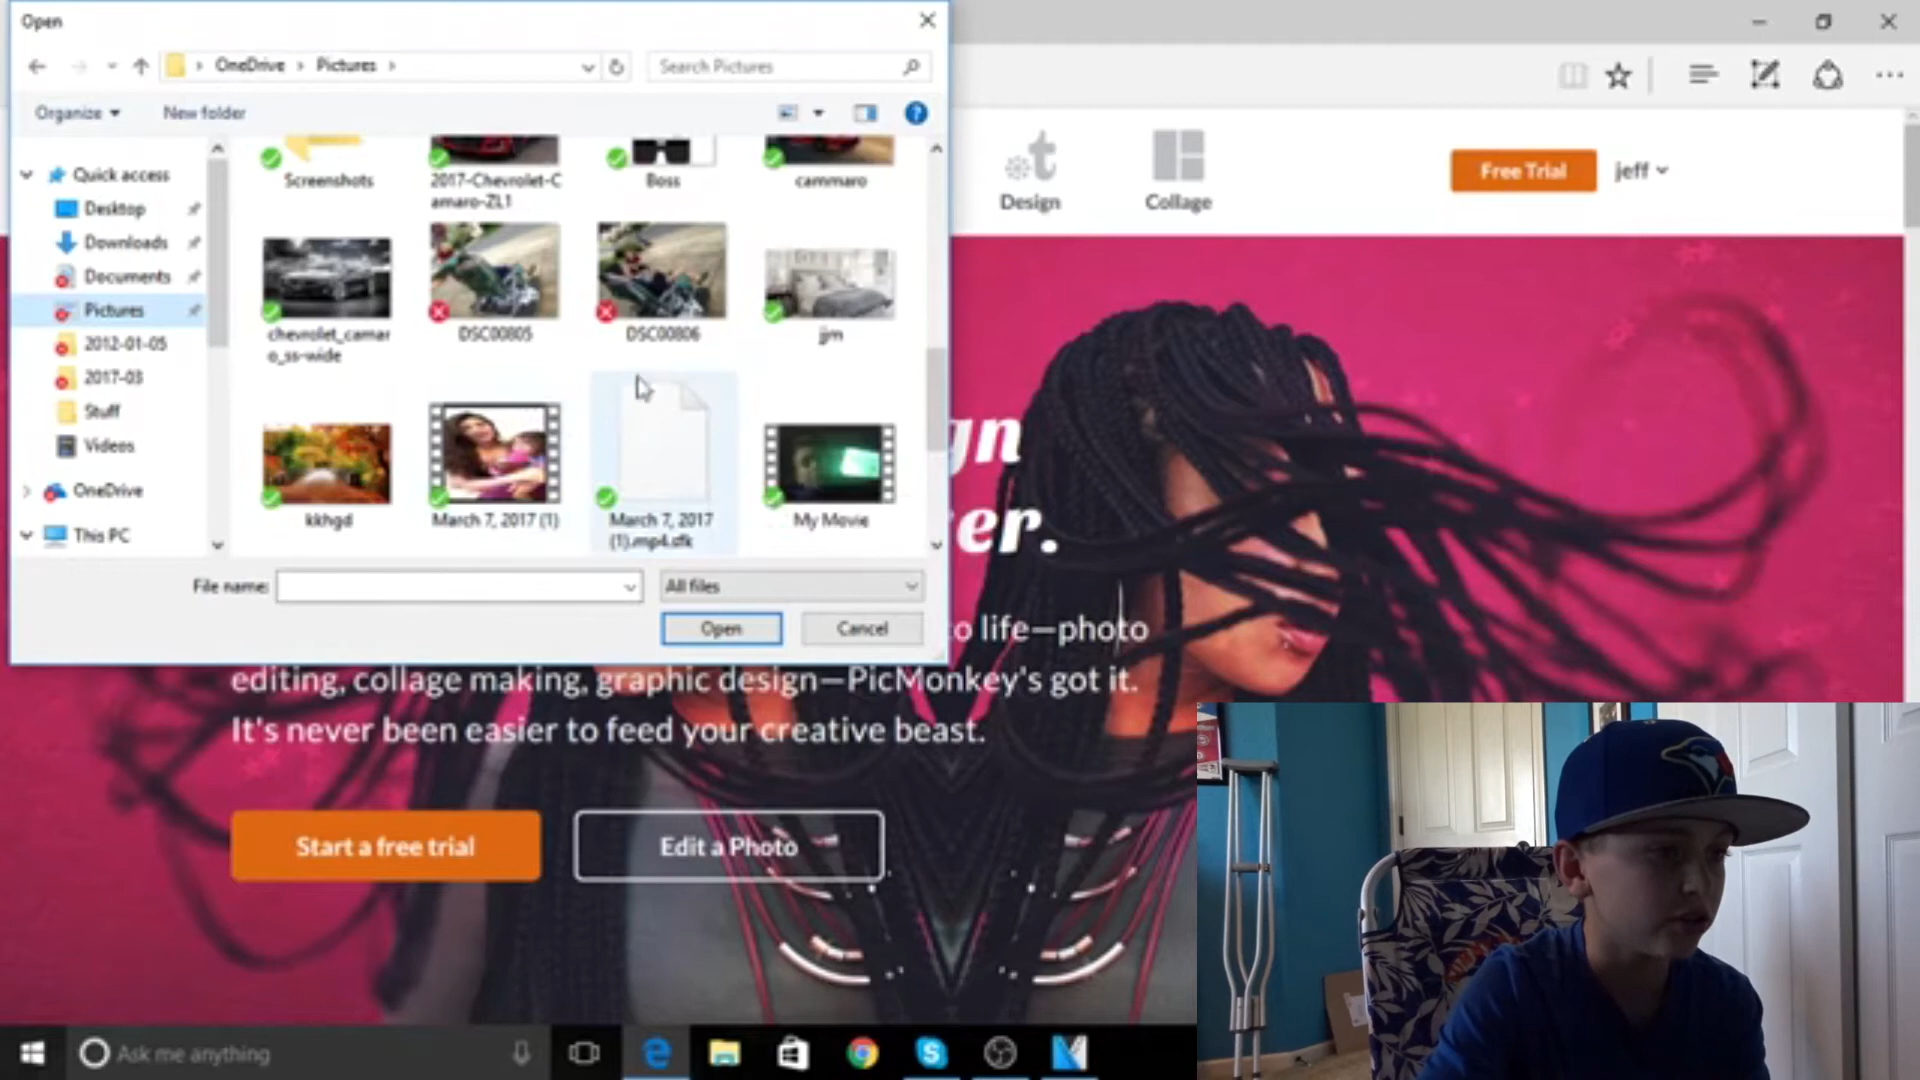 Open
OneDrive
Pictures
Search Pictures
Organize
New folder
Screenshots
2017-Chevrolet-C
amaro-ZL1
Boss
cammaro
chevrolet_camar
o_ss-wide
DSC00805
DSC00806
jjm
kkhgd
March 7, 2017 (1)
March 7, 2017
(1).mp4.sfk
My Movie
Quick access
Desktop
Downloads
Documents
Pictures
2012-01-05
2017-03
Stuff
Videos
OneDrive
This PC
File name:
All files
Open
Cancel
Design
Collage
Free Trial
jeff
gn
er.
o life—photo
editing, collage making, graphic design—PicMonkey's got it.
It's never been easier to feed your creative beast.
Start a free trial
Edit a Photo
Ask me anything